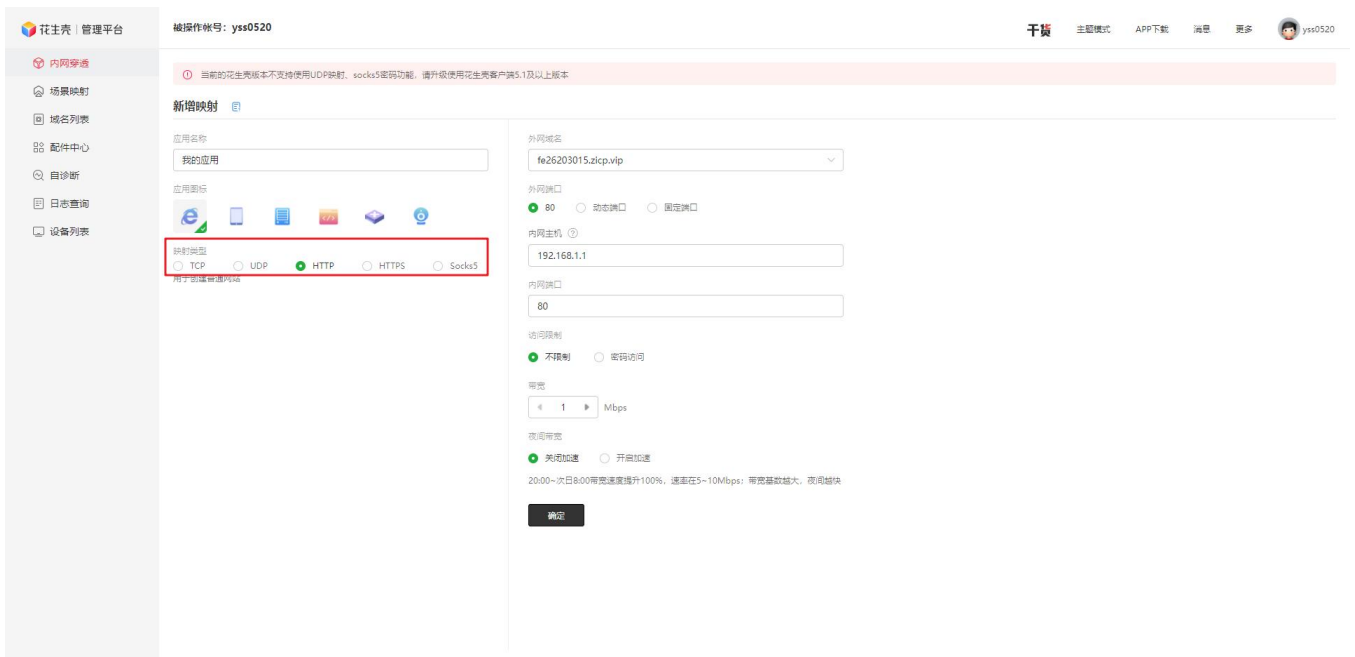 花生壳 | 管理平台
被操作帐号：yss0520
干货
主题模式
APP下载
消息
更多
yss0520
内网穿透
场景映射
域名列表
配件中心
自诊断
日志查询
设备列表
当前的花生壳版本不支持使用UDP映射、socks5密码功能，请升级使用花生壳客户端5.1及以上版本
新增映射
应用名称
我的应用
应用图标
映射类型
TCP UDP HTTP HTTPS Socks5
用于创建普通网站
外网域名
fe26203015.zicp.vip
外网端口
80 动态端口 固定端口
内网主机
192.168.1.1
内网端口
80
访问限制
不限制 密码访问
带宽
1 Mbps
夜间带宽
关闭加速 开启加速
20:00~次日8:00带宽速度提升100%，速率在5~10Mbps；带宽基数越大，夜间越快
确定